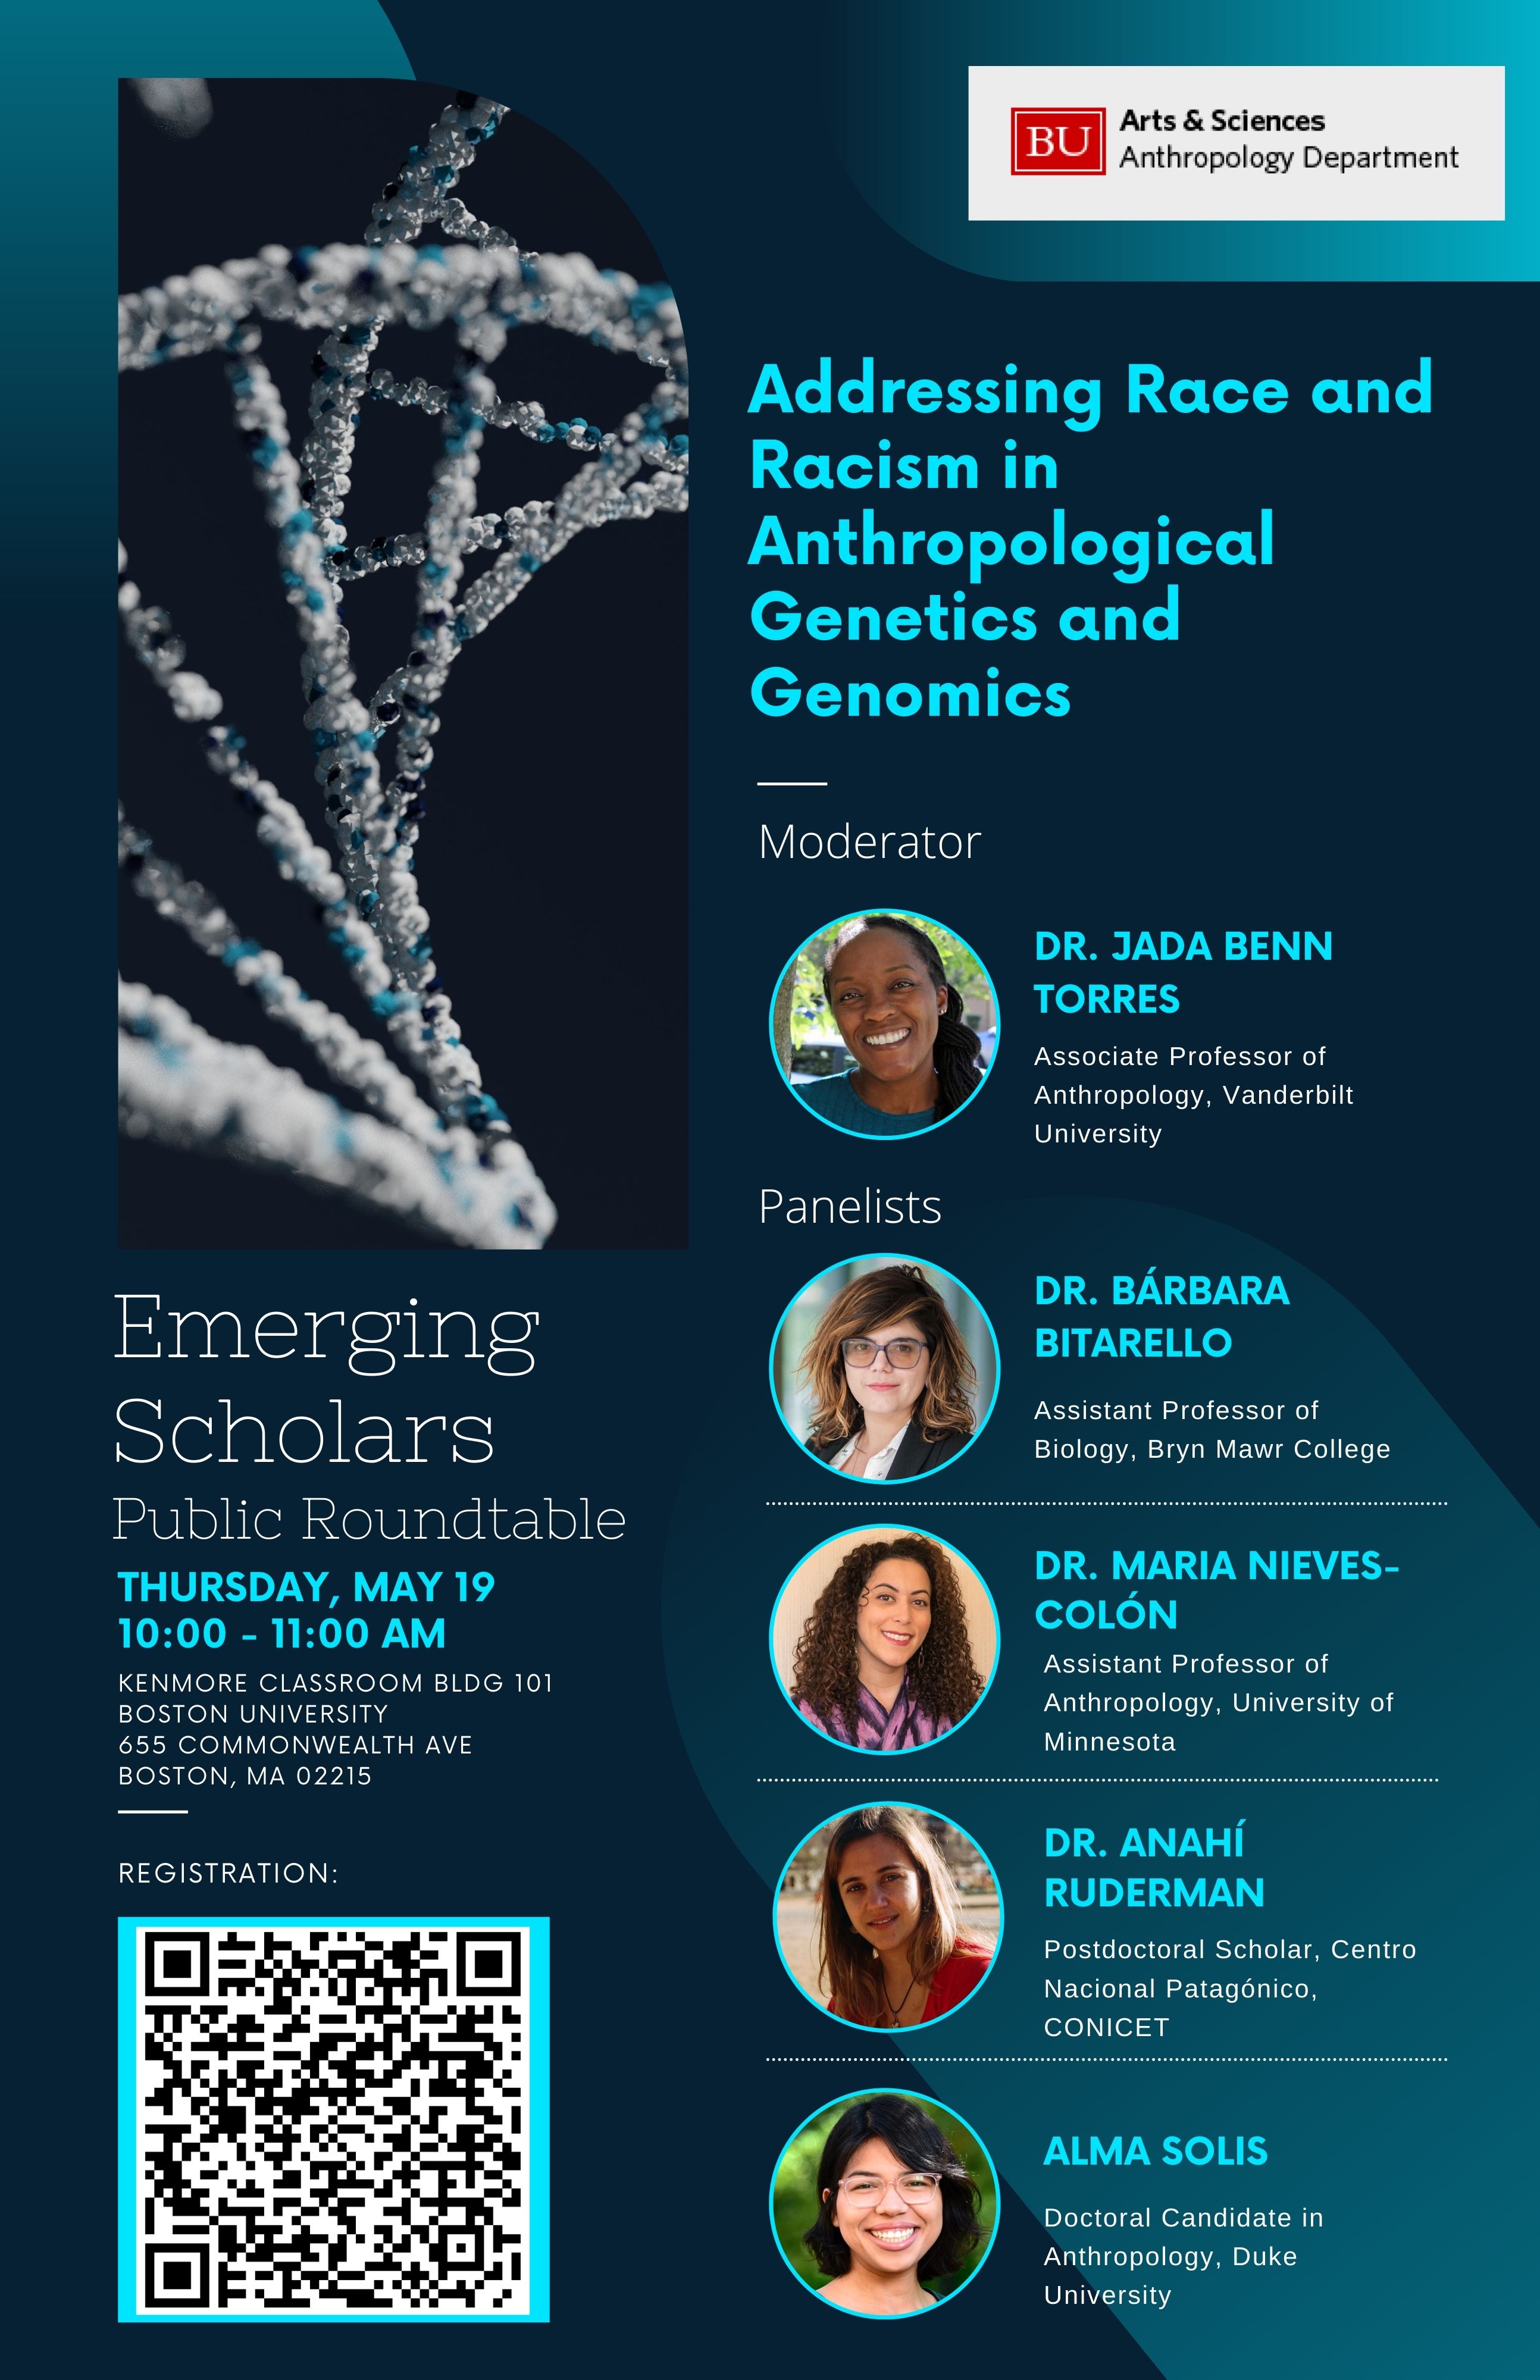 BU
Arts & Sciences
Anthropology Department
Addressing Race and
Racism in
Anthropological
Genetics and
Genomics
Moderator
DR. JADA BENN
TORRES
Associate Professor of
Anthropology, Vanderbilt
University
Panelists
DR. BÁRBARA
BITARELLO
Assistant Professor of
Biology, Bryn Mawr College
DR. MARIA NIEVES-
COLÓN
Assistant Professor of
Anthropology, University of
Minnesota
DR. ANAHÍ
RUDERMAN
Postdoctoral Scholar, Centro
Nacional Patagónico,
CONICET
ALMA SOLIS
Doctoral Candidate in
Anthropology, Duke
University
Emerging
Scholars
Public Roundtable
THURSDAY, MAY 19
10:00 - 11:00 AM
KENMORE CLASSROOM BLDG 101
BOSTON UNIVERSITY
655 COMMONWEALTH AVE
BOSTON, MA 02215
REGISTRATION: